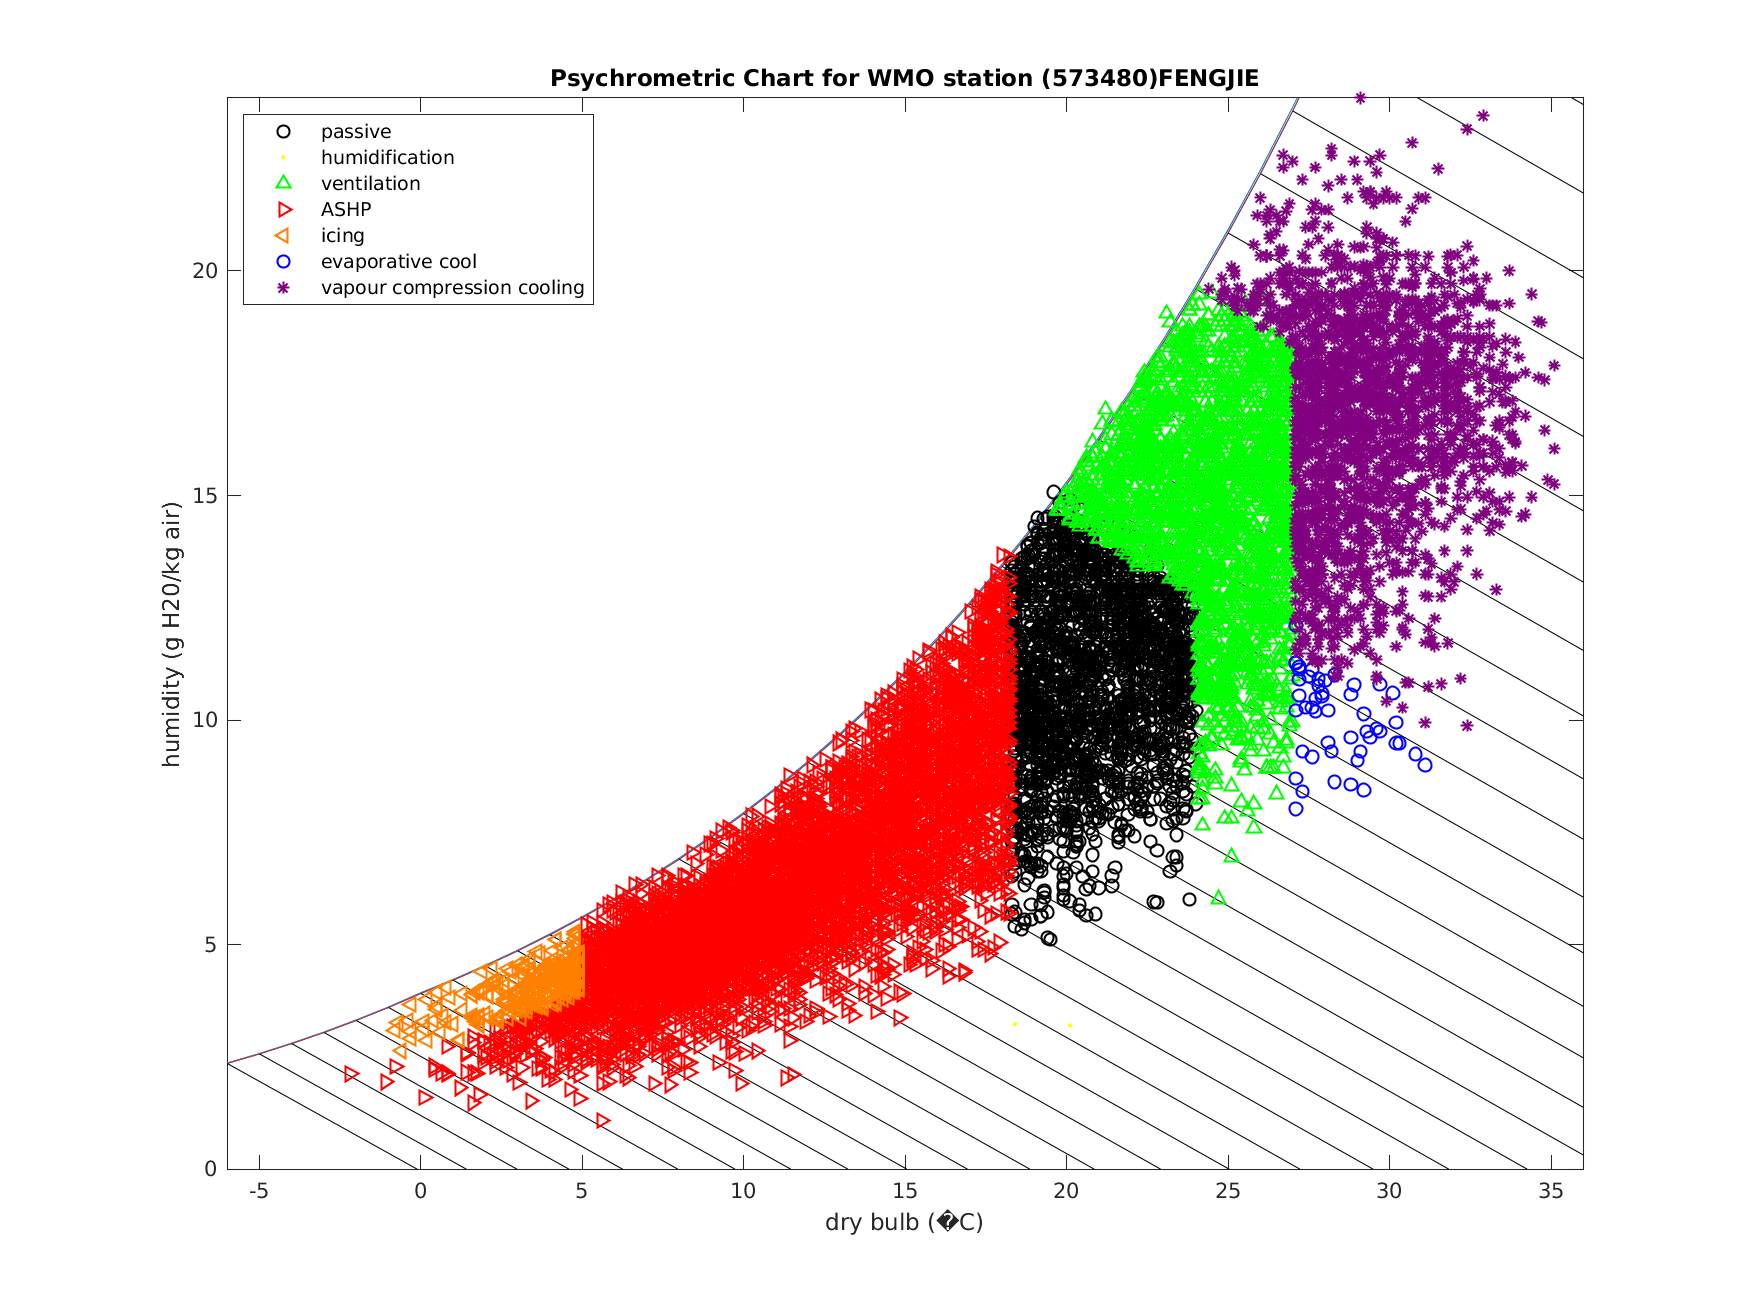 Psychrometric Chart for WMO station (573480)FENGJIE
passive
humidification
ventilation
ASHP
icing
evaporative cool
vapour compression cooling
humidity (g H20/kg air)
20
15
10
5
0
-5 0 5 10 15 20 25 30 35
dry bulb (�C)